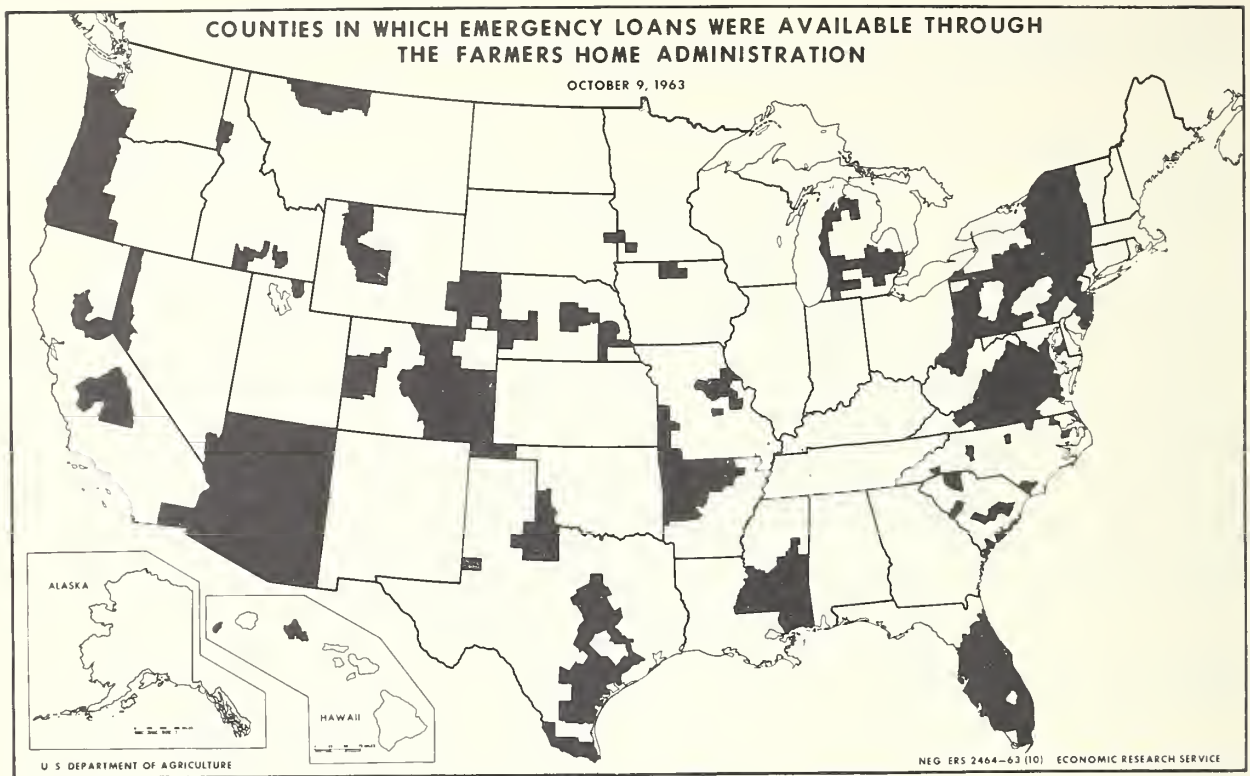 COUNTIES IN WHICH EMERGENCY LOANS WERE AVAILABLE THROUGH
THE FARMERS HOME ADMINISTRATION
OCTOBER 9, 1963
ALASKA
HAWAII
U S DEPARTMENT OF AGRICULTURE
NEG ERS 2464–63 (10) ECONOMIC RESEARCH SERVICE